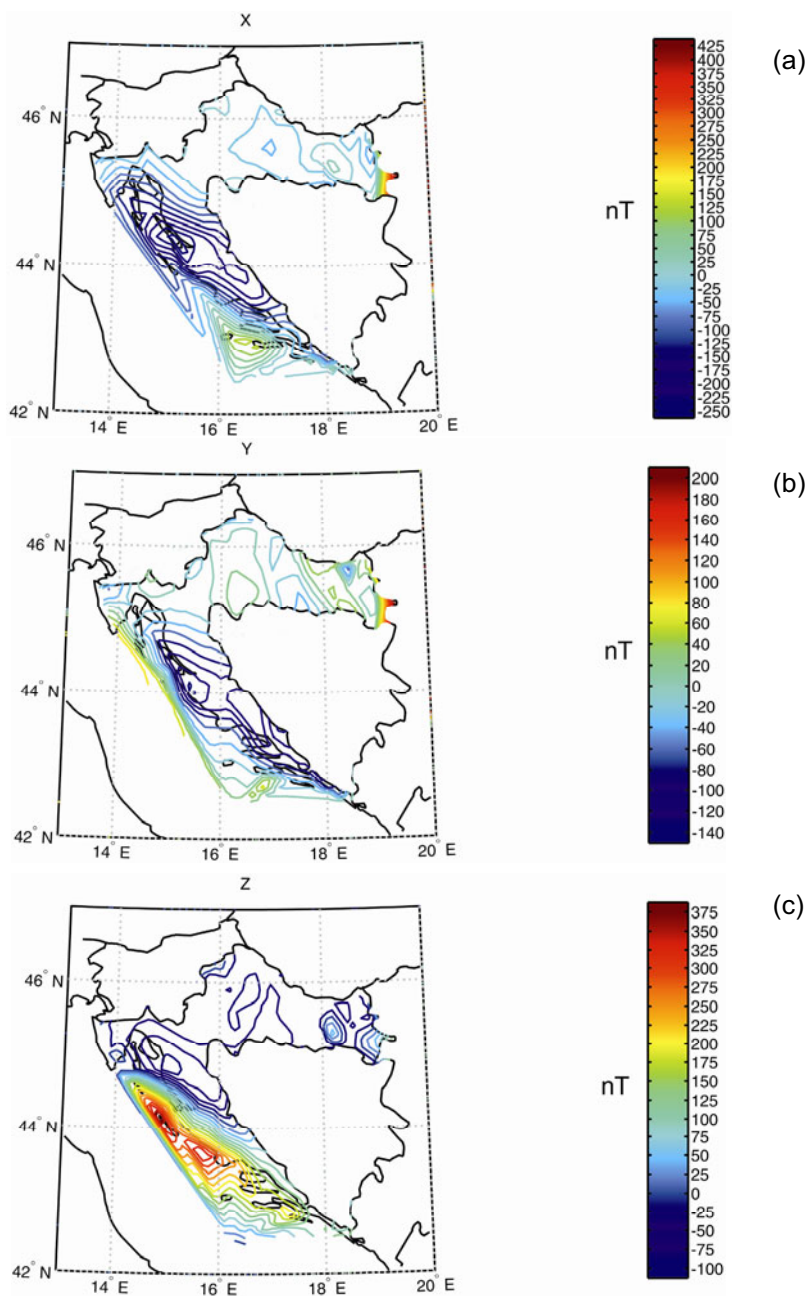 X
(a)
46° N
44° N
42° N
14° E
16° E
18° E
20° E
nT
425
400
375
350
325
300
275
250
225
200
175
150
125
100
75
50
25
0
-25
-50
-75
-100
-125
-150
-175
-200
-225
-250
Y
(b)
46° N
44° N
42° N
14° E
16° E
18° E
20° E
nT
200
180
160
140
120
100
80
60
40
20
0
-20
-40
-60
-80
-100
-120
-140
Z
(c)
46° N
44° N
42° N
14° E
16° E
18° E
20° E
nT
375
350
325
300
275
250
225
200
175
150
125
100
75
50
25
0
-25
-50
-75
-100